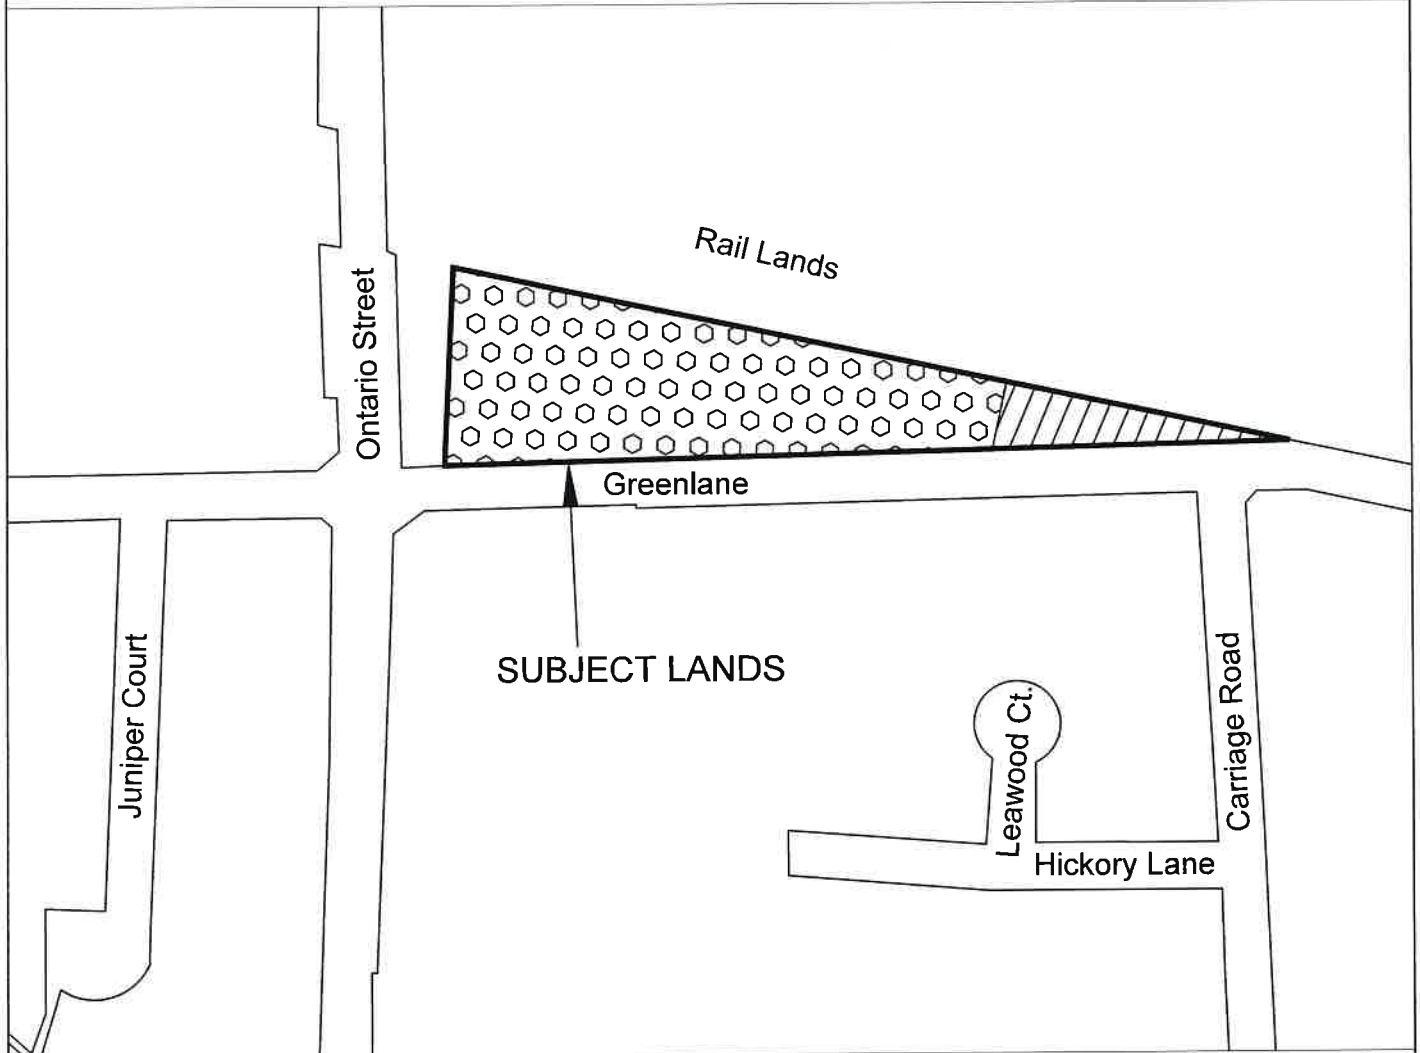 Rail Lands
Ontario Street
Greenlane
SUBJECT LANDS
Juniper Court
Leawood Ct.
Carriage Road
Hickory Lane